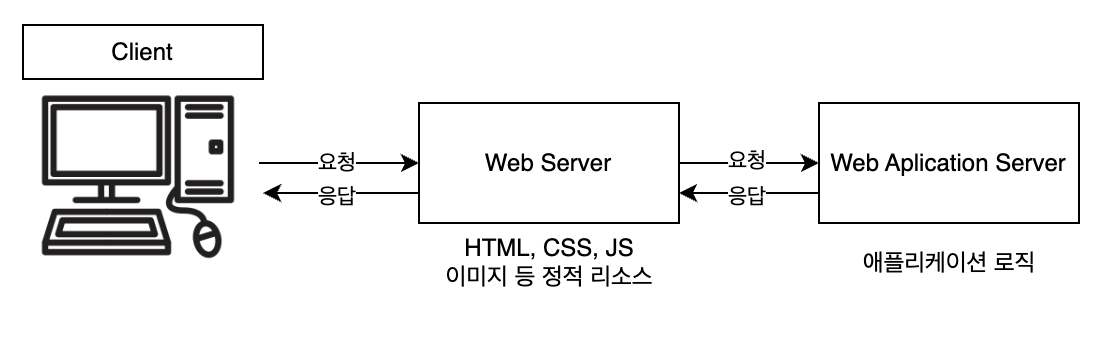 Client
요청
응답
Web Server
HTML, CSS, JS
이미지 등 정적 리소스
요청
응답
Web Aplication Server
애플리케이션 로직